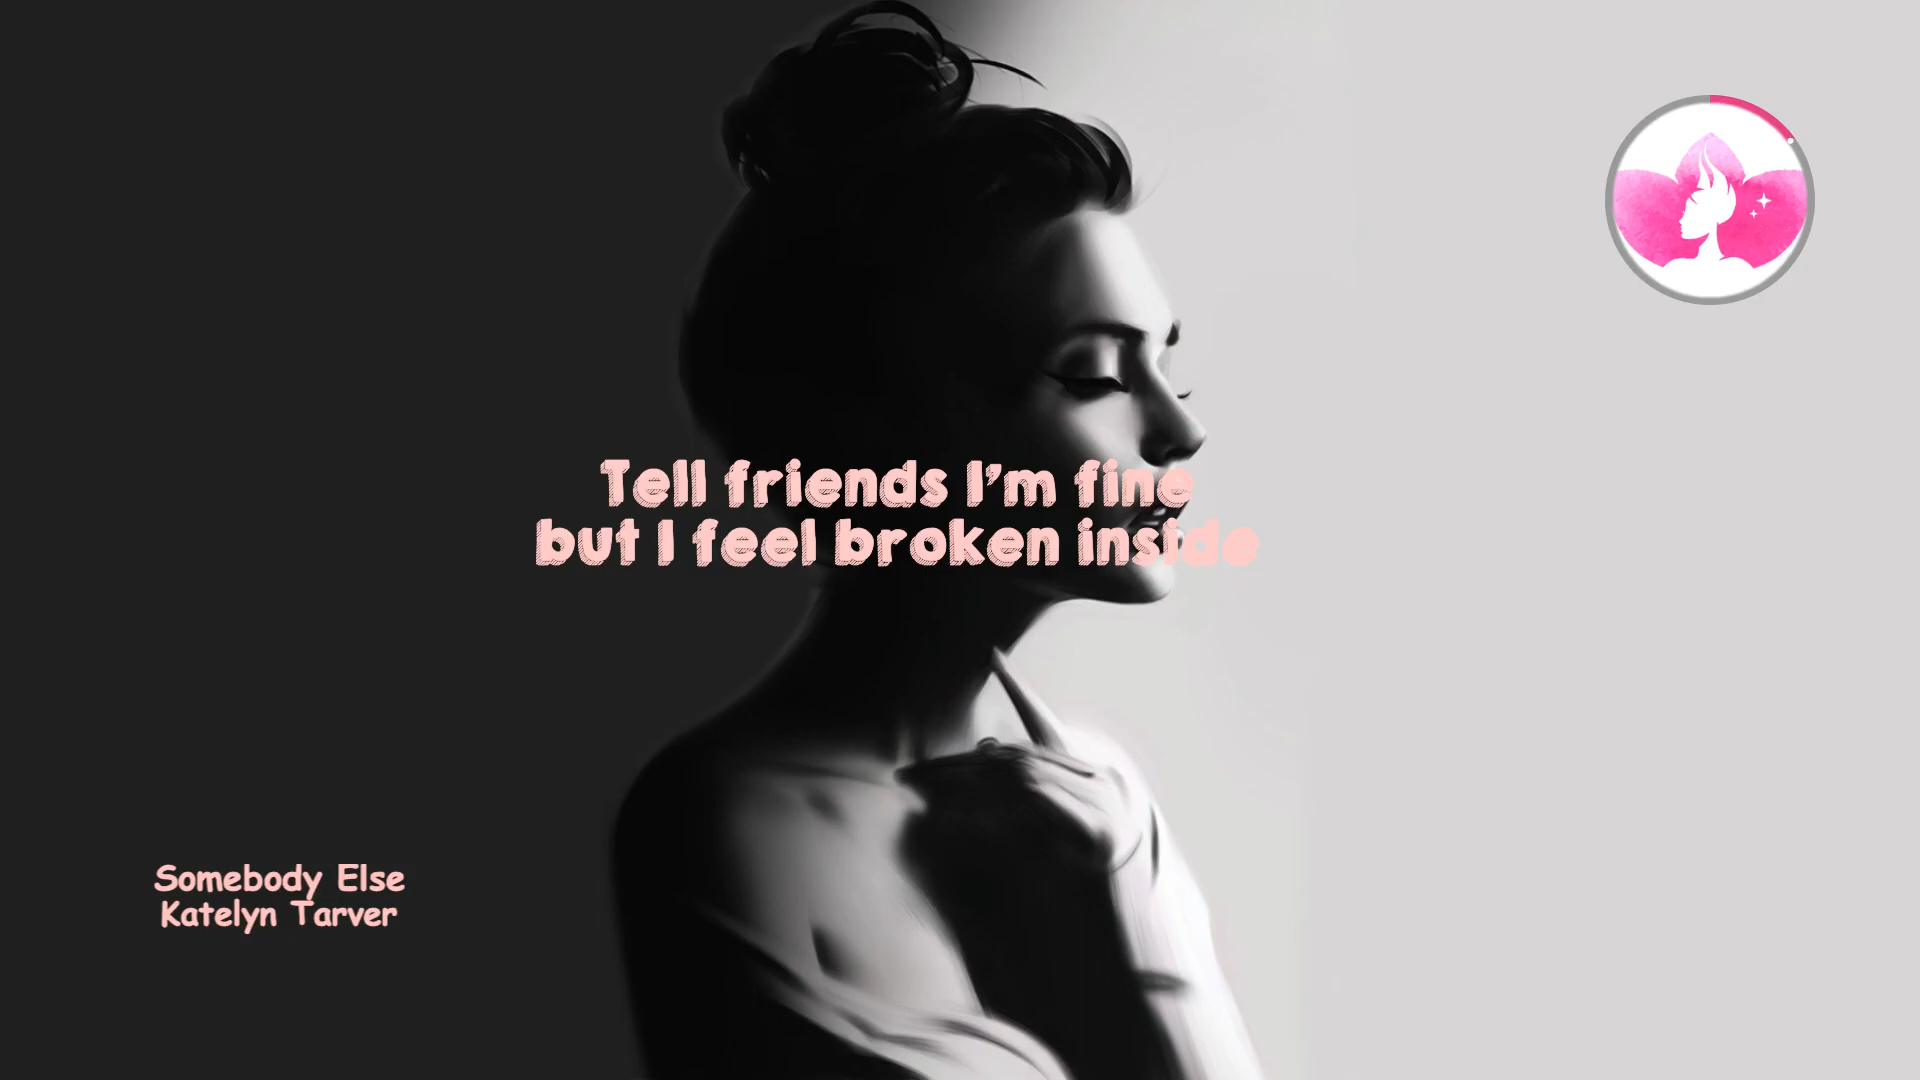 Tell friends I'm fine
but I feel broken inside
Somebody Else
Katelyn Tarver